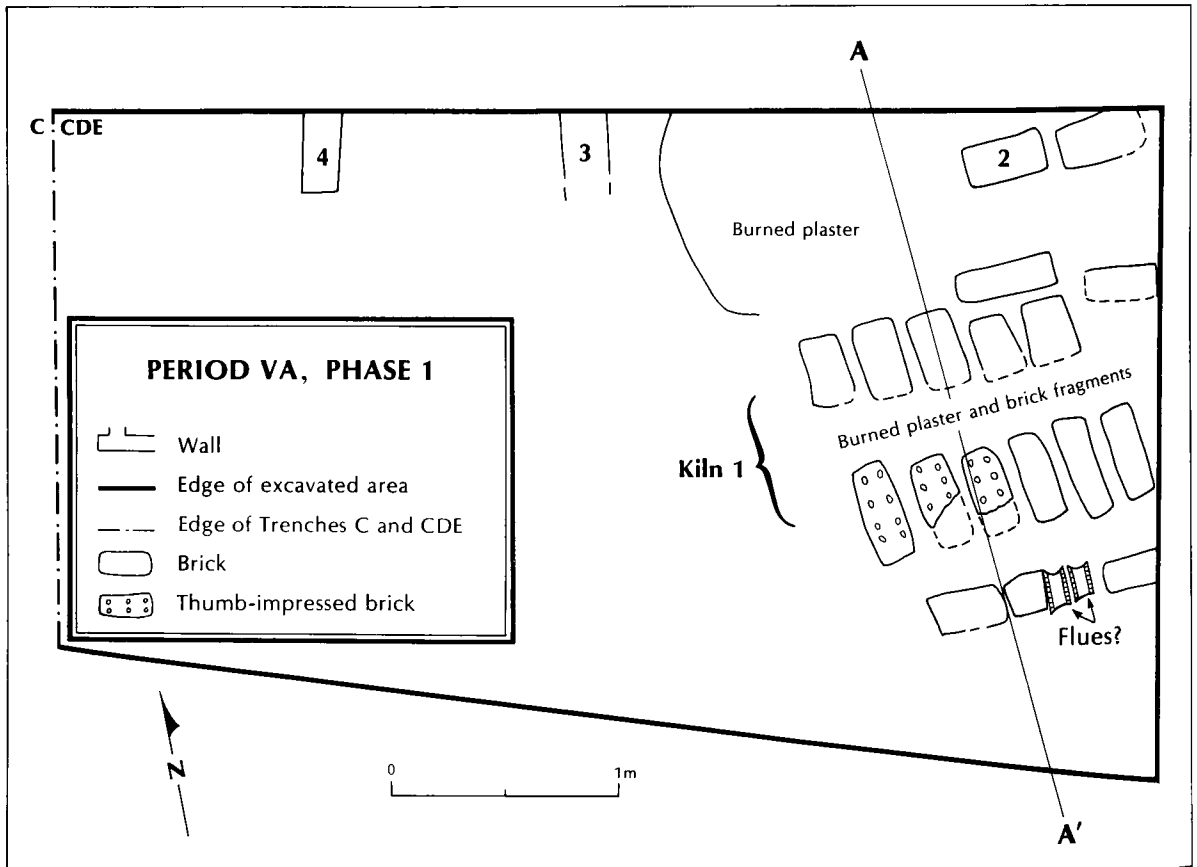 A
C CDE
4
3
2
Burned plaster
PERIOD VA, PHASE 1
Wall
Edge of excavated area
Edge of Trenches C and CDE
Brick
Thumb-impressed brick
Burned plaster and brick fragments
Kiln 1
Flues?
N
0 1m
A'